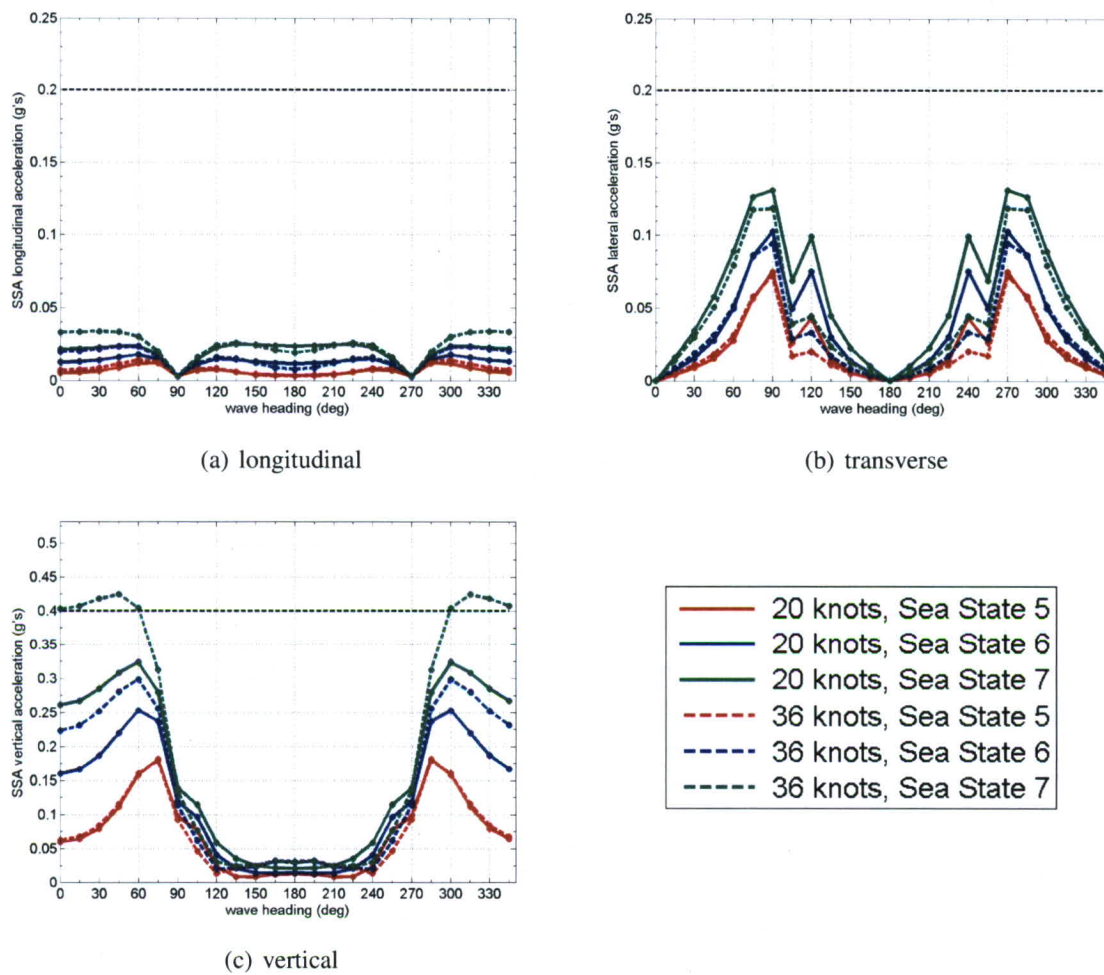 0.25
0.2
0.15
0.1
0.05
0
SSA longitudinal acceleration (g's)
0 30 60 90 120 150 180 210 240 270 300 330
wave heading (deg)
(a) longitudinal
0.25
0.2
0.15
0.1
0.05
0
SSA lateral acceleration (g's)
0 30 60 90 120 150 180 210 240 270 300 330
wave heading (deg)
(b) transverse
0.5
0.45
0.4
0.35
0.3
0.25
0.2
0.15
0.1
0.05
0
SSA vertical acceleration (g's)
0 30 60 90 120 150 180 210 240 270 300 330
wave heading (deg)
(c) vertical
20 knots, Sea State 5
20 knots, Sea State 6
20 knots, Sea State 7
36 knots, Sea State 5
36 knots, Sea State 6
36 knots, Sea State 7